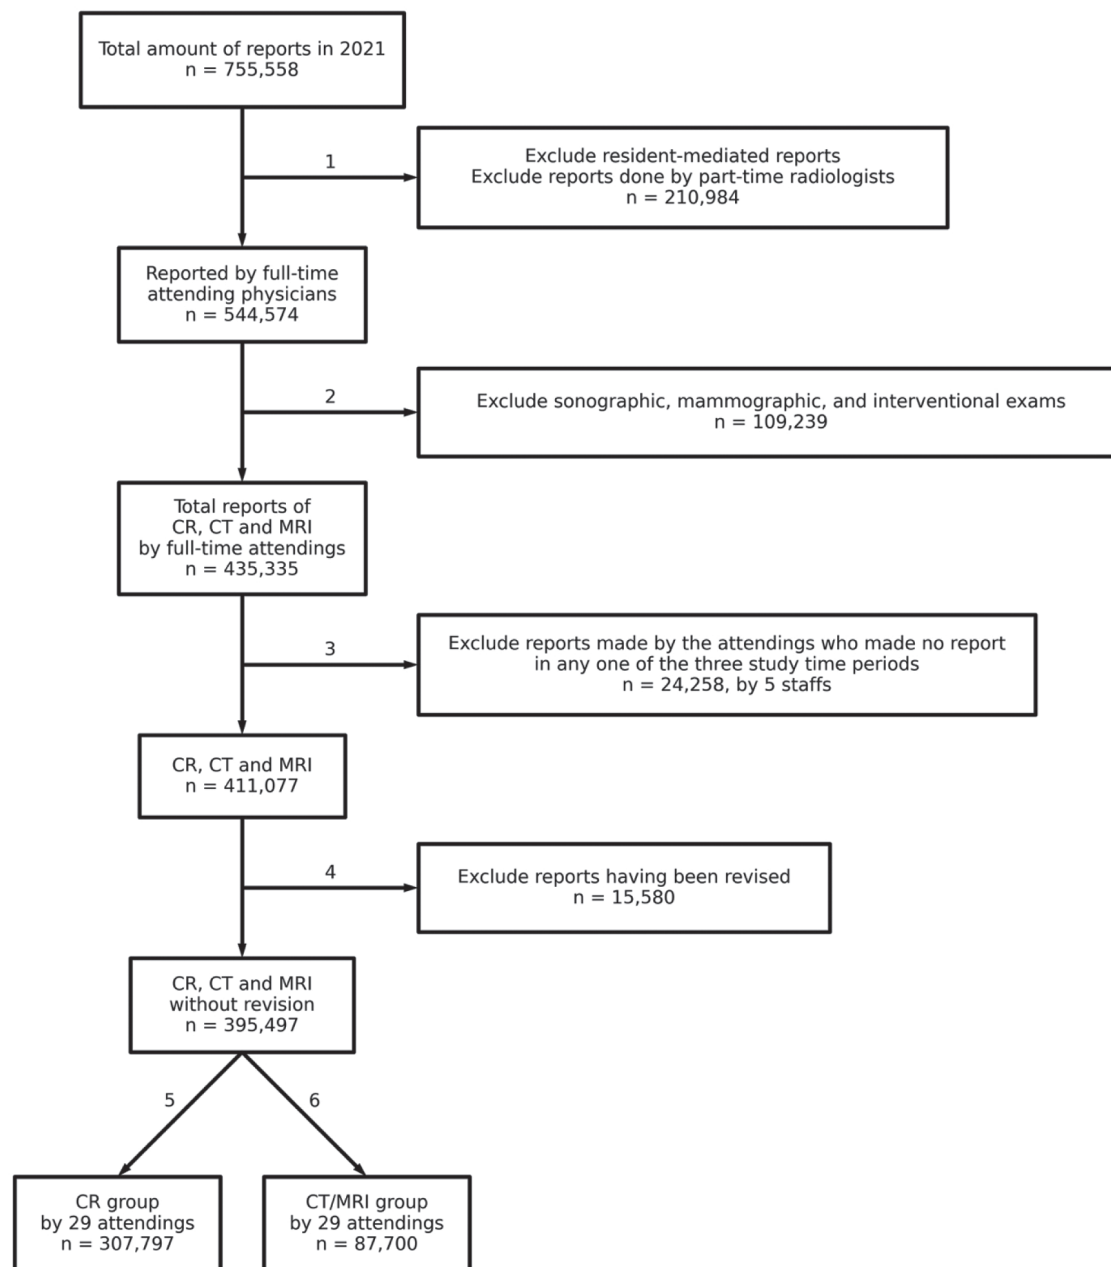 Total amount of reports in 2021
n = 755,558
1
Exclude resident-mediated reports
Exclude reports done by part-time radiologists
n = 210,984
Reported by full-time
attending physicians
n = 544,574
2
Exclude sonographic, mammographic, and interventional exams
n = 109,239
Total reports of
CR, CT and MRI
by full-time attendings
n = 435,335
3
Exclude reports made by the attendings who made no report
in any one of the three study time periods
n = 24,258, by 5 staffs
CR, CT and MRI
n = 411,077
4
Exclude reports having been revised
n = 15,580
CR, CT and MRI
without revision
n = 395,497
5
6
CR group
by 29 attendings
n = 307,797
CT/MRI group
by 29 attendings
n = 87,700